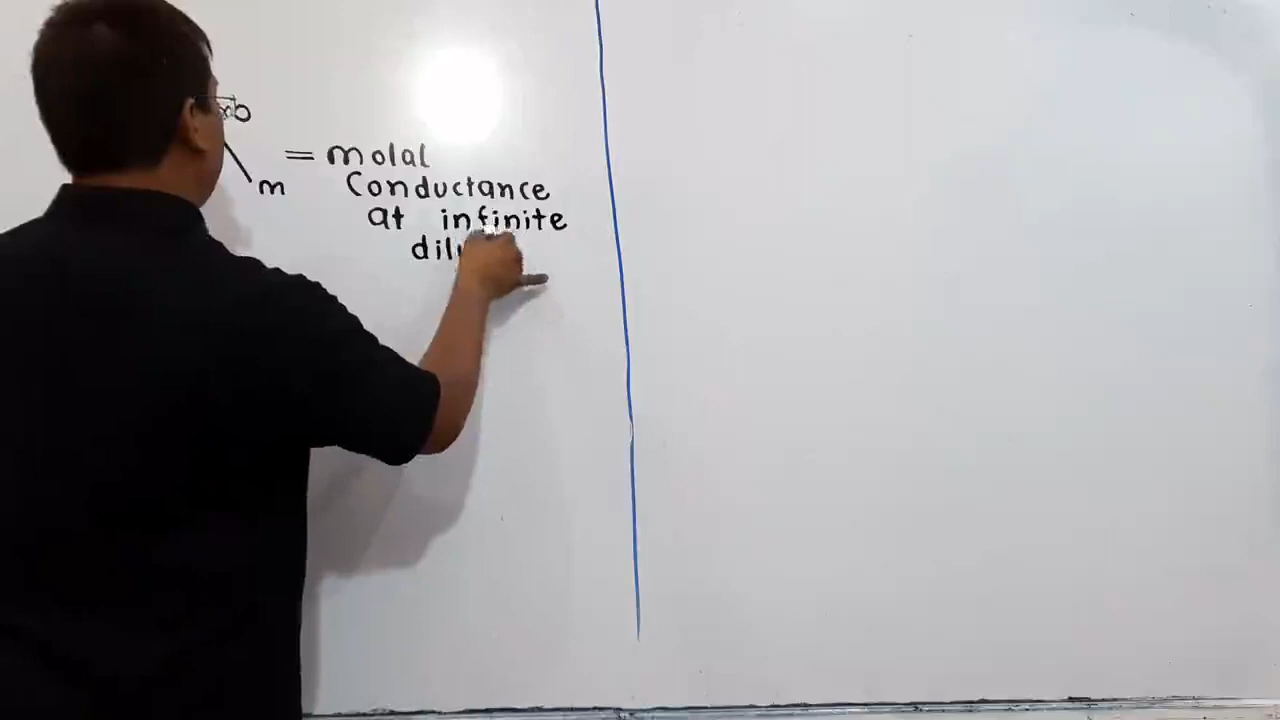 m
= molal
Conductance
at infinite